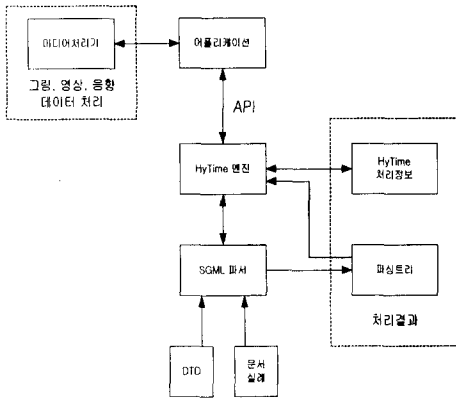 미디어처리기
어플리케이션
그림, 영상, 음향
데이터 처리
API
HyTime 엔진
HyTime
처리정보
SGML 파서
파싱트리
처리결과
DTD
문서
실례